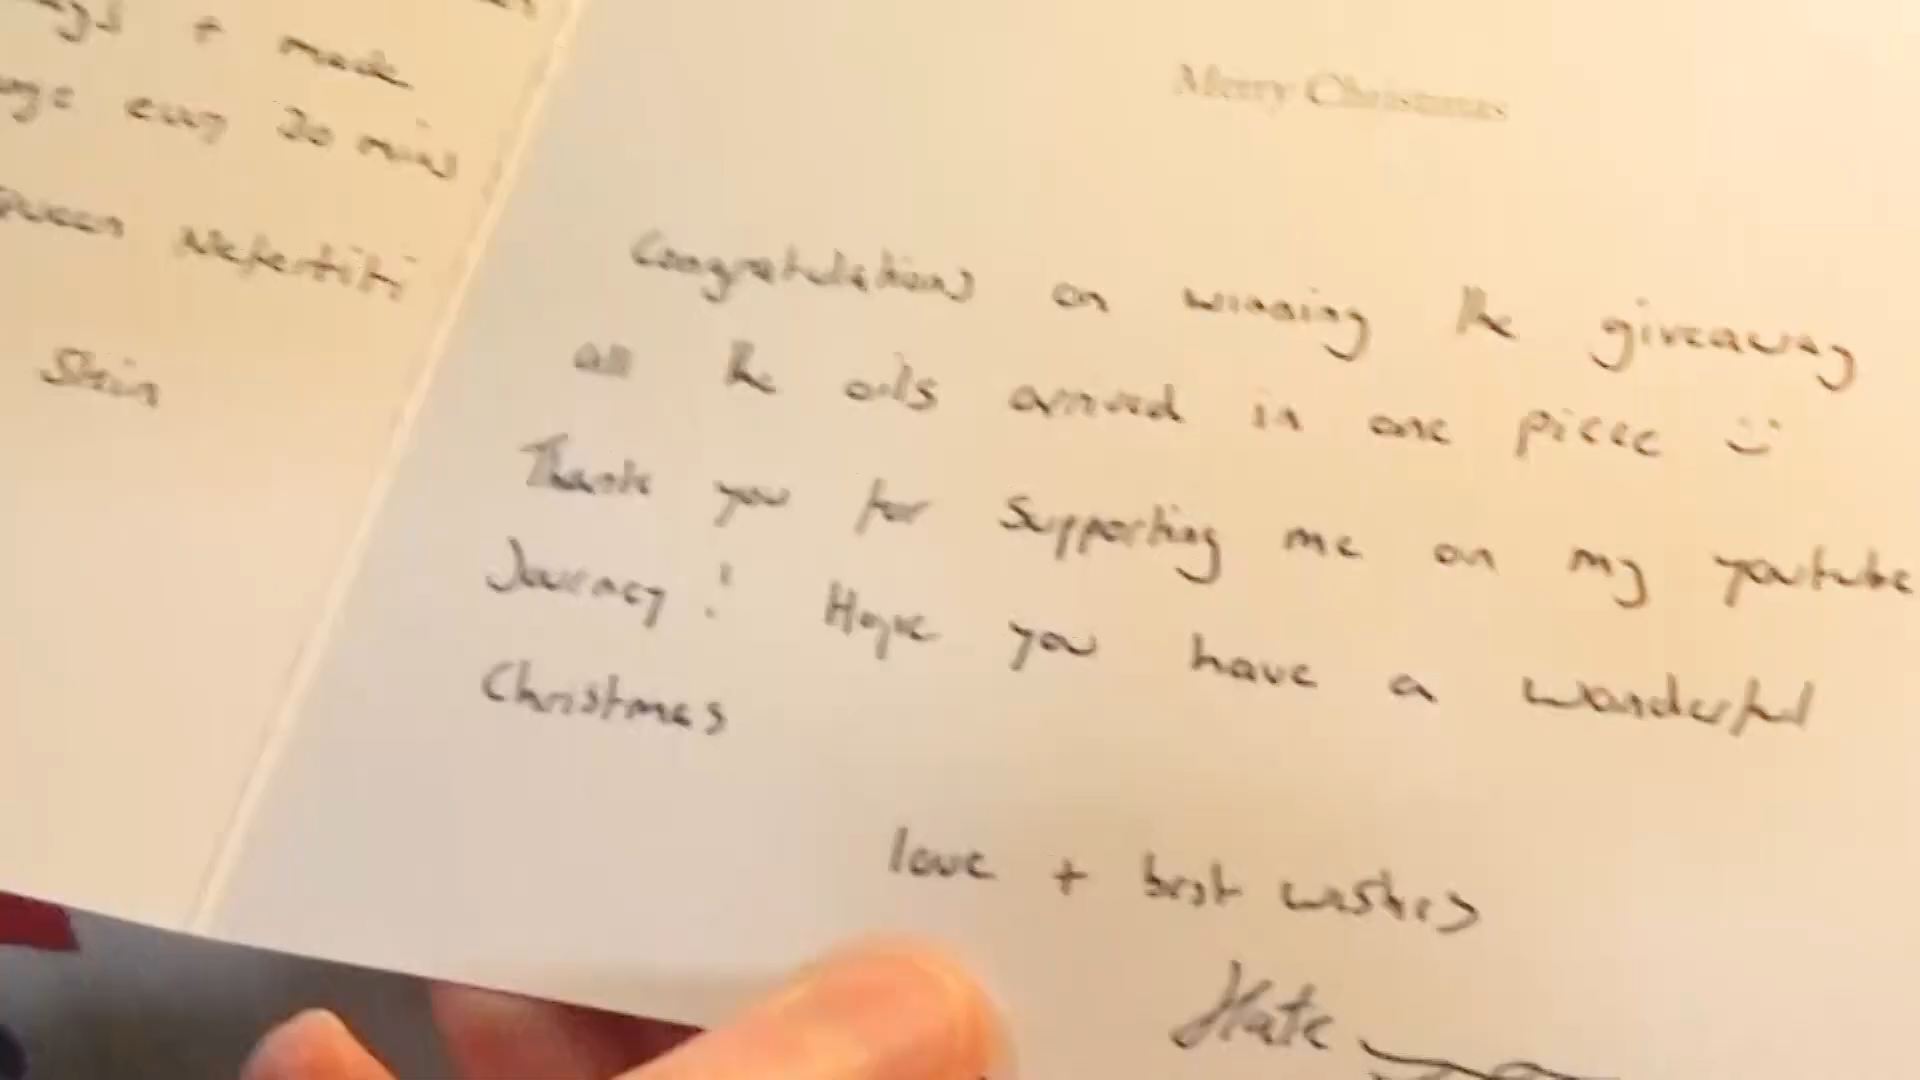 + made
every 20 mins
Queen Nefertiti
Skin
Merry Christmas
Congratulations on winning the giveaway
all the oils arrived in one piece :)
Thank you for supporting me on my youtube
Journey! Hope you have a wonderful
Christmas
love + best wishes
Kate